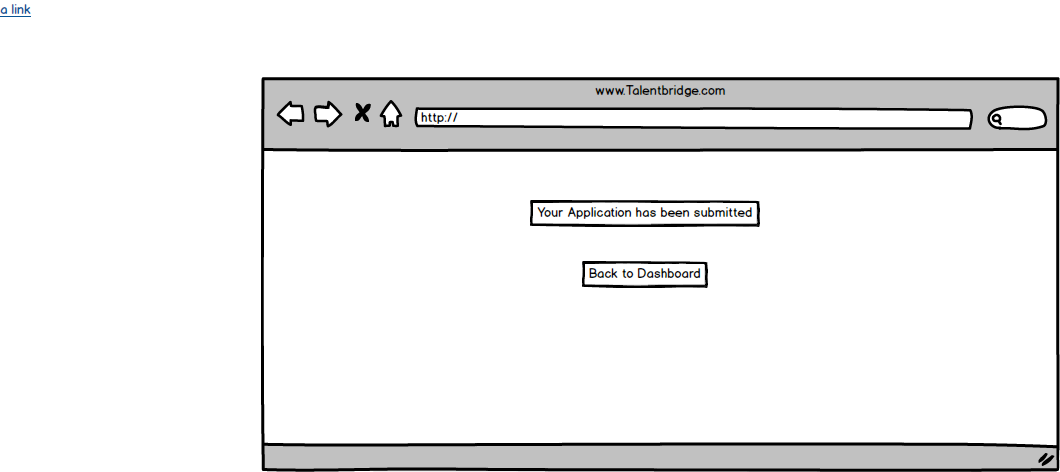 a link
www.Talentbridge.com
http://
Your Application has been submitted
Back to Dashboard